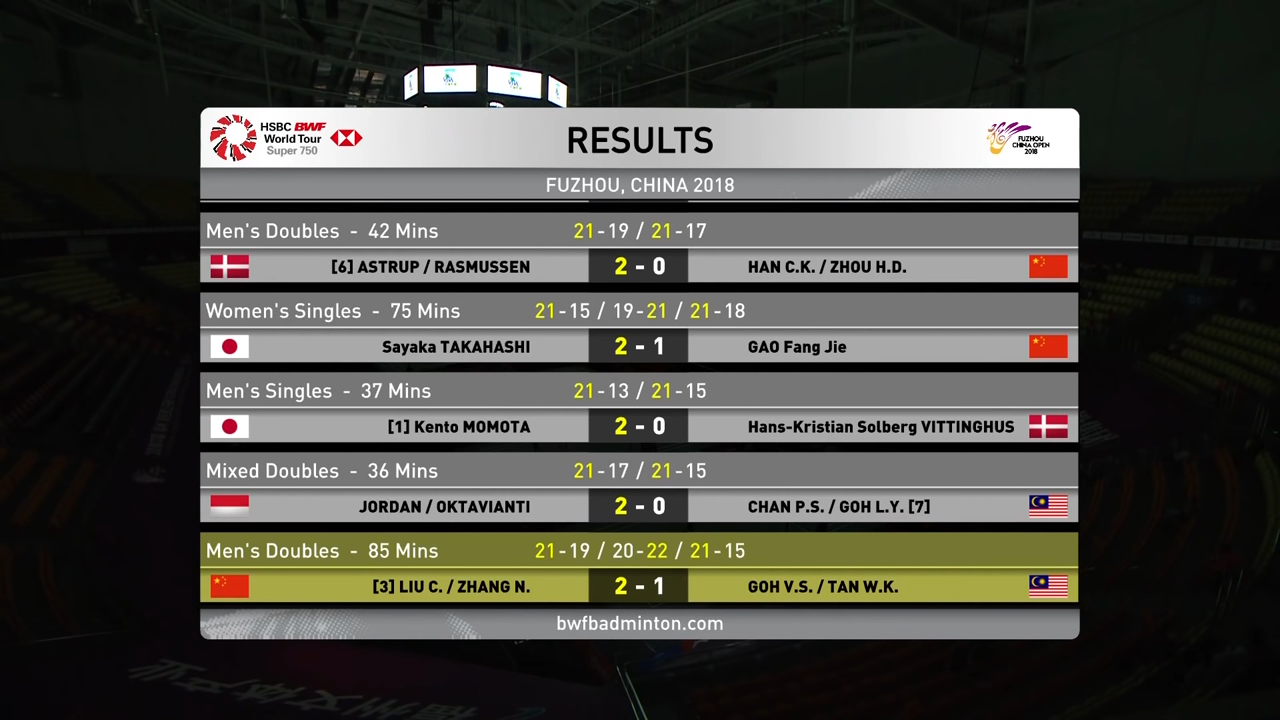 HSBC BWF
World Tour
Super 750
RESULTS
FUZHOU
CHINA OPEN
2018
FUZHOU, CHINA 2018
Men's Doubles - 42 Mins 21-19 / 21-17
[6] ASTRUP / RASMUSSEN 2 - 0 HAN C.K. / ZHOU H.D.
Women's Singles - 75 Mins 21-15 / 19-21 / 21-18
Sayaka TAKAHASHI 2 - 1 GAO Fang Jie
Men's Singles - 37 Mins 21-13 / 21-15
[1] Kento MOMOTA 2 - 0 Hans-Kristian Solberg VITTINGHUS
Mixed Doubles - 36 Mins 21-17 / 21-15
JORDAN / OKTAVIANTI 2 - 0 CHAN P.S. / GOH L.Y. [7]
Men's Doubles - 85 Mins 21-19 / 20-22 / 21-15
[3] LIU C. / ZHANG N. 2 - 1 GOH V.S. / TAN W.K.
bwfbadminton.com